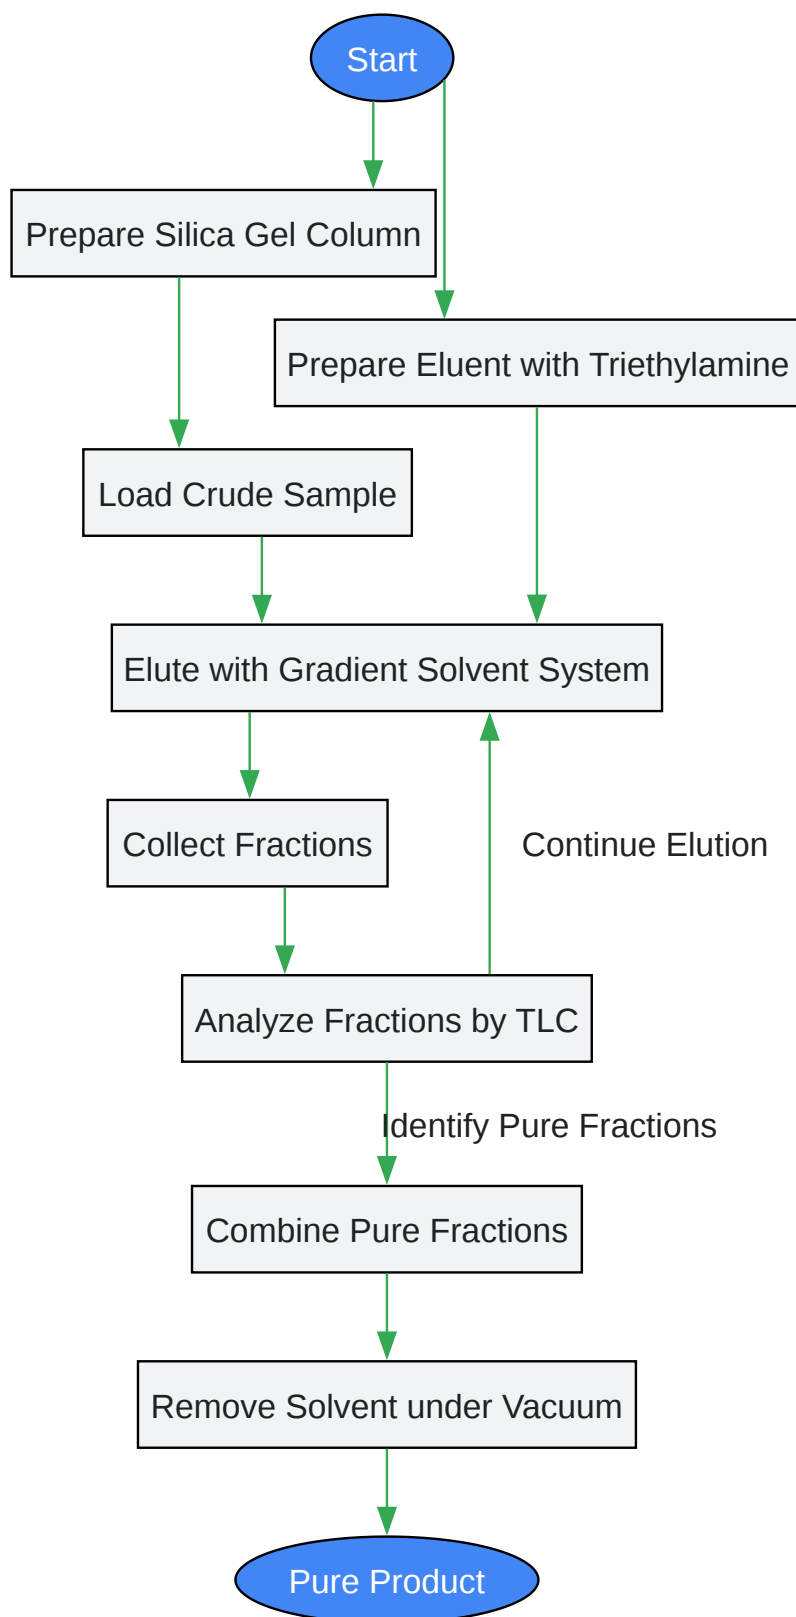 Start
Prepare Silica Gel Column
Prepare Eluent with Triethylamine
Load Crude Sample
Elute with Gradient Solvent System
Collect Fractions
Continue Elution
Analyze Fractions by TLC
Identify Pure Fractions
Combine Pure Fractions
Remove Solvent under Vacuum
Pure Product